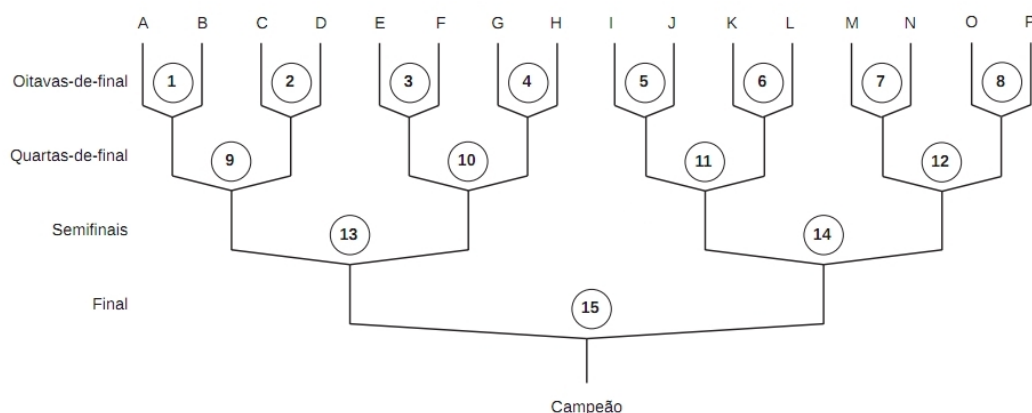 A B C D E F G H I J K L M N O P
Oitavas-de-final 1 2 3 4 5 6 7 8
Quartas-de-final 9 10 11 12
Semifinais 13 14
Final 15
Campeão